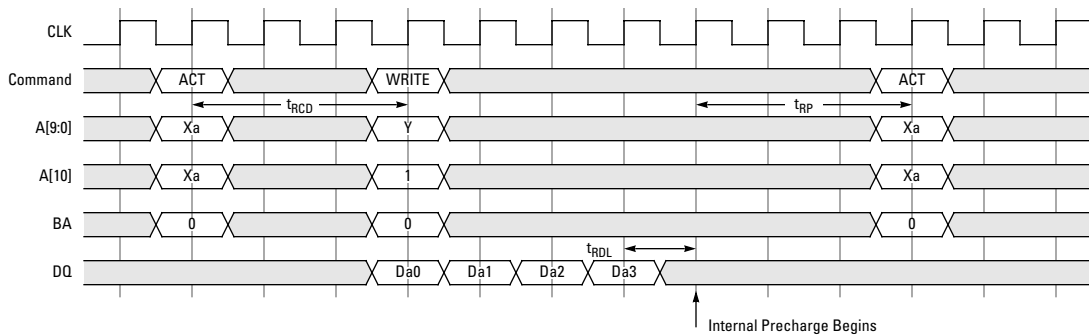 CLK
Command ACT WRITE ACT
tRCD tRP
A[9:0] Xa Y Xa
A[10] Xa 1 Xa
BA 0 0 0
tRDL
DQ Da0 Da1 Da2 Da3
Internal Precharge Begins